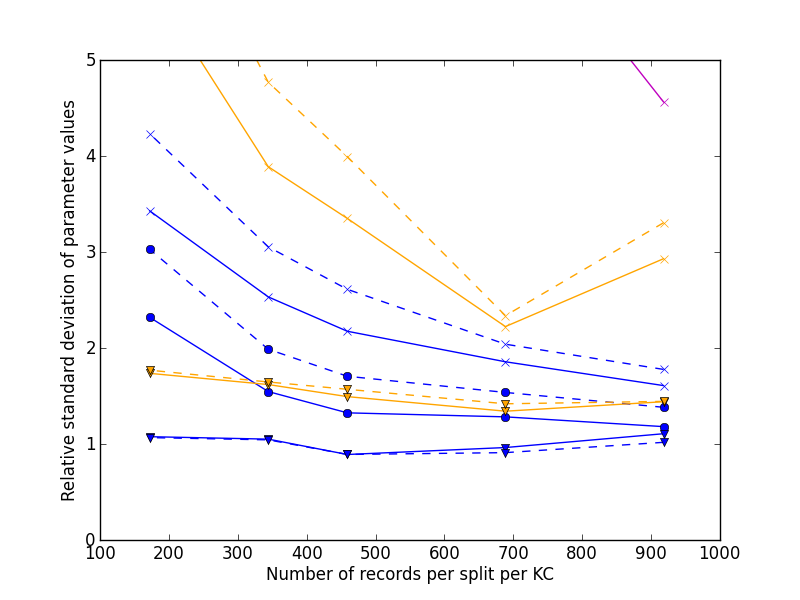 Relative standard deviation of parameter values
5
4
3
2
1
0
100 200 300 400 500 600 700 800 900 1000
Number of records per split per KC